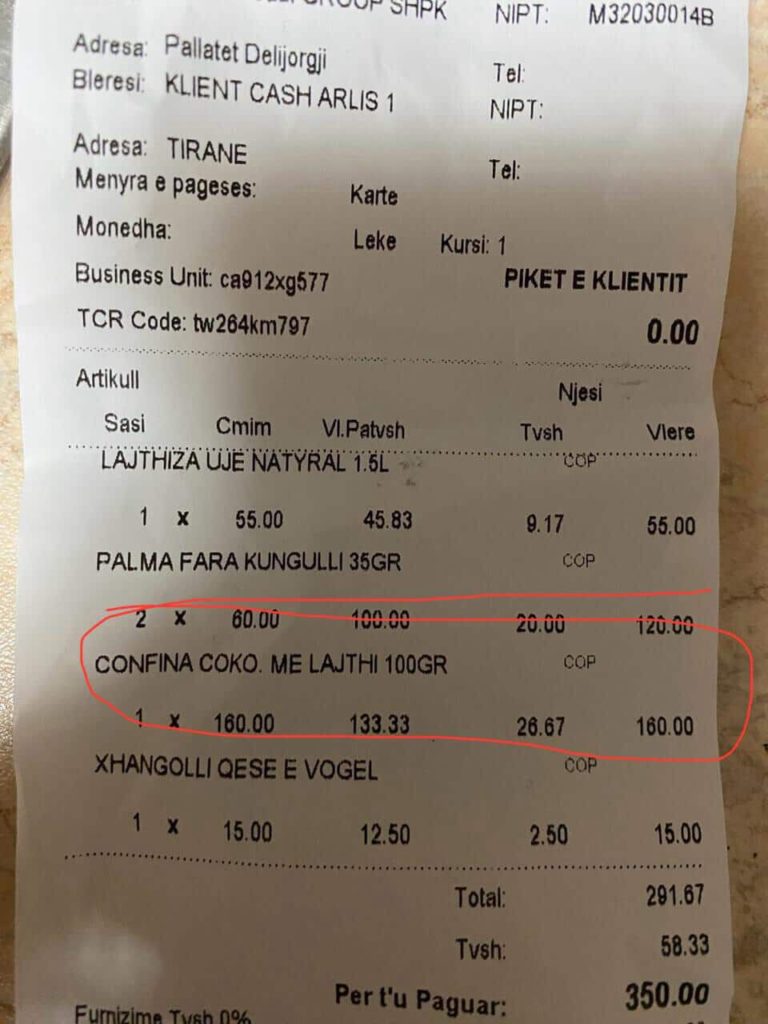 GROUP SHPK NIPT: M32030014B
Adresa: Pallatet Delijorgji Tel:
Bleresi: KLIENT CASH ARLIS 1 NIPT:
Adresa: TIRANE Tel:
Menyra e pageses: Karte
Monedha: Leke Kursi: 1
Business Unit: ca912xg577 PIKET E KLIENTIT
TCR Code: tw264km797 0.00
Artikull Njesi
Sasi Cmim Vl.Patvsh Tvsh Vlere
LAJTHIZA UJE NATYRAL 1.5L COP
1 x 55.00 45.83 9.17 55.00
PALMA FARA KUNGULLI 35GR COP
2 x 60.00 100.00 20.00 120.00
CONFINA COKO. ME LAJTHI 100GR COP
1 x 160.00 133.33 26.67 160.00
XHANGOLLI QESE E VOGEL COP
1 x 15.00 12.50 2.50 15.00
Total: 291.67
Tvsh: 58.33
Per t'u Paguar: 350.00
Furnizime Tvsh 0%